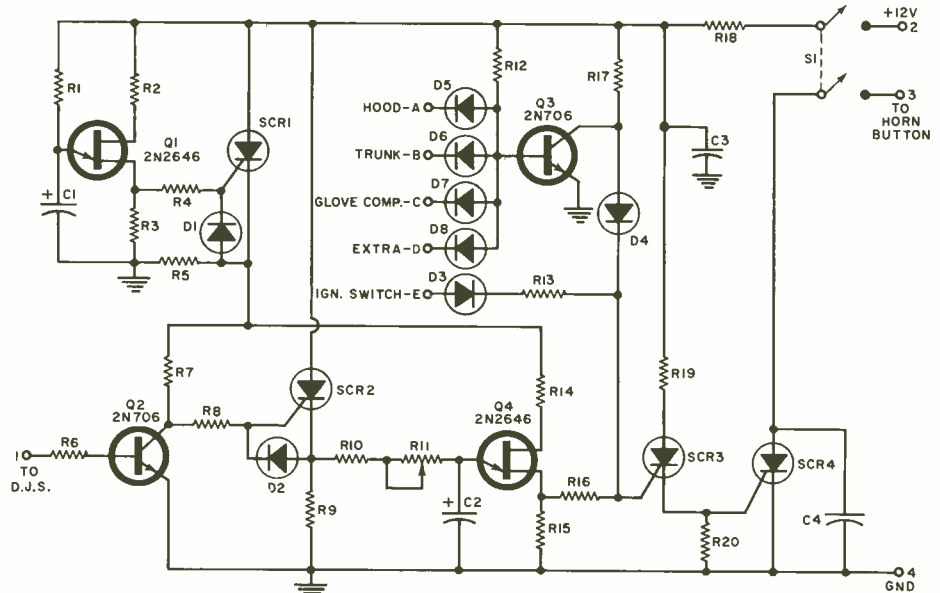 +12V
2
R18
S1
R1
R2
R12
R17
D5
HOOD-A
Q3
2N706
SCR1
Q1
2N2646
D6
TRUNK-B
3
TO
HORN
BUTTON
C3
+
C1
R4
D7
GLOVE COMP.-C
R3
D1
D8
EXTRA-D
D4
R5
D3
IGN. SWITCH-E
R13
R7
R14
R19
SCR2
Q2
2N706
R8
Q4
2N2646
R6
1
TO
D.J.S.
D2
R10
R11
SCR3
SCR4
+
C2
R16
R9
R15
R20
C4
4
GND